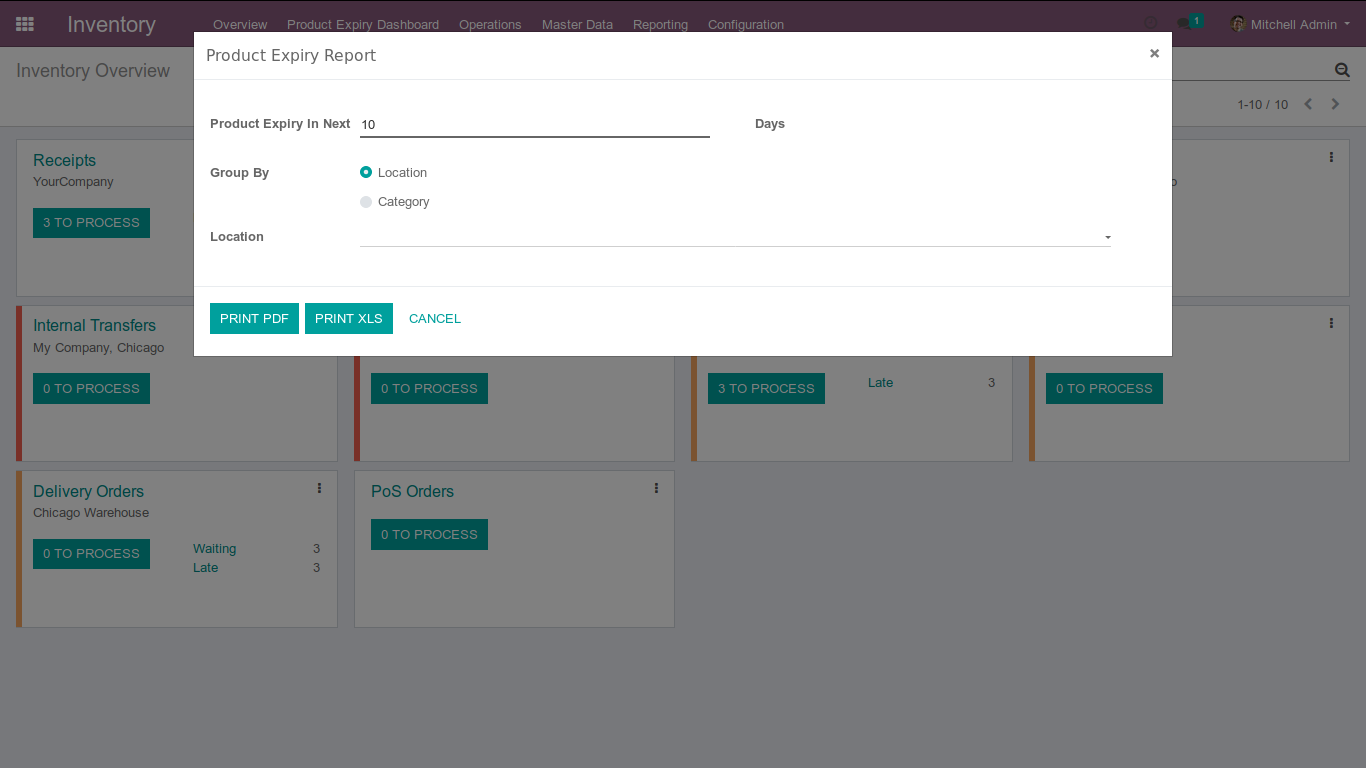 Inventory
Overview Product Expiry Dashboard Operations Master Data Reporting Configuration
1
Mitchell Admin
Product Expiry Report
×
Inventory Overview
1-10 / 10
Product Expiry In Next 10 Days
Group By Location
Category
Location
PRINT PDF PRINT XLS CANCEL
Receipts
YourCompany
3 TO PROCESS
Internal Transfers
My Company, Chicago
0 TO PROCESS
0 TO PROCESS
3 TO PROCESS Late 3
0 TO PROCESS
Delivery Orders
Chicago Warehouse
0 TO PROCESS Waiting 3
Late 3
PoS Orders
0 TO PROCESS